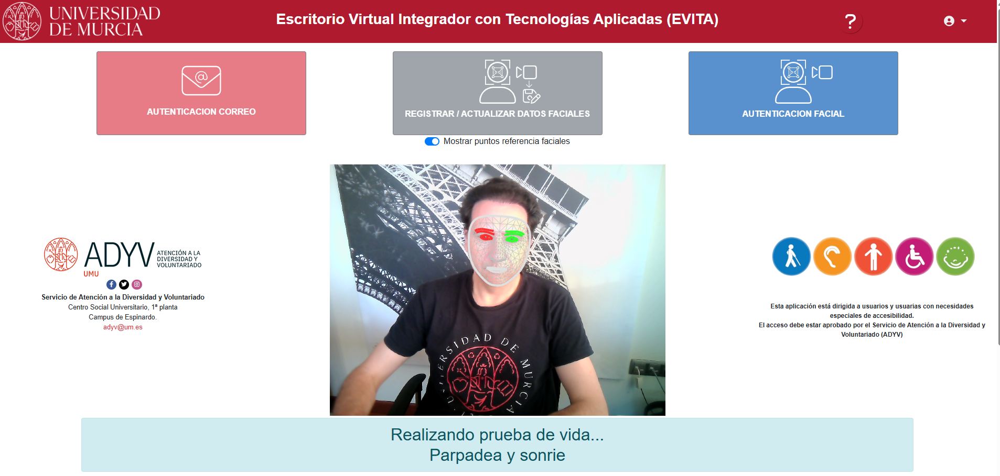 UNIVERSIDAD
DE MURCIA
Escritorio Virtual Integrador con Tecnologías Aplicadas (EVITA)
?
@
AUTENTICACION CORREO
REGISTRAR / ACTUALIZAR DATOS FACIALES
AUTENTICACION FACIAL
Mostrar puntos referencia faciales
ADYV
ATENCIÓN A LA
DIVERSIDAD Y
VOLUNTARIADO
UMU
Servicio de Atención a la Diversidad y Voluntariado
Centro Social Universitario, 1ª planta
Campus de Espinardo.
adyv@um.es
UNIVERSIDAD DE MURCIA
Esta aplicación está dirigida a usuarios y usuarias con necesidades
especiales de accesibilidad.
El acceso debe estar aprobado por el Servicio de Atención a la Diversidad y
Voluntariado (ADYV)
Realizando prueba de vida...
Parpadea y sonrie